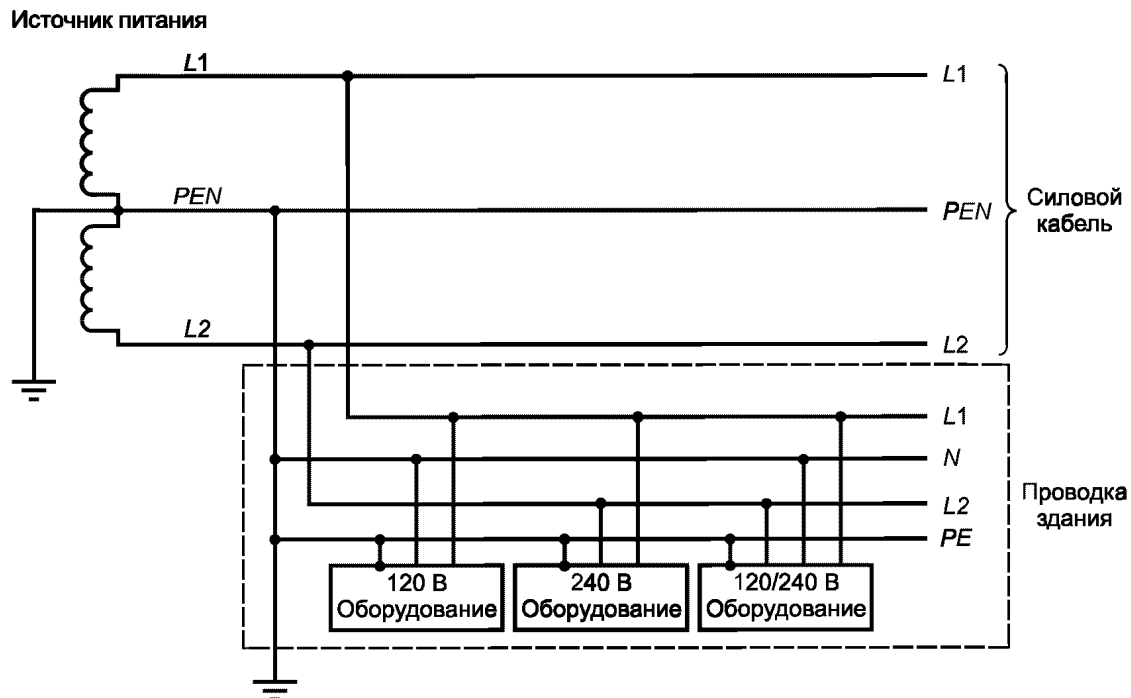 Источник питания
L1
L1
PEN
PEN
Силовой
кабель
L2
L2
L1
N
L2
Проводка
здания
PE
120 В
Оборудование
240 В
Оборудование
120/240 В
Оборудование